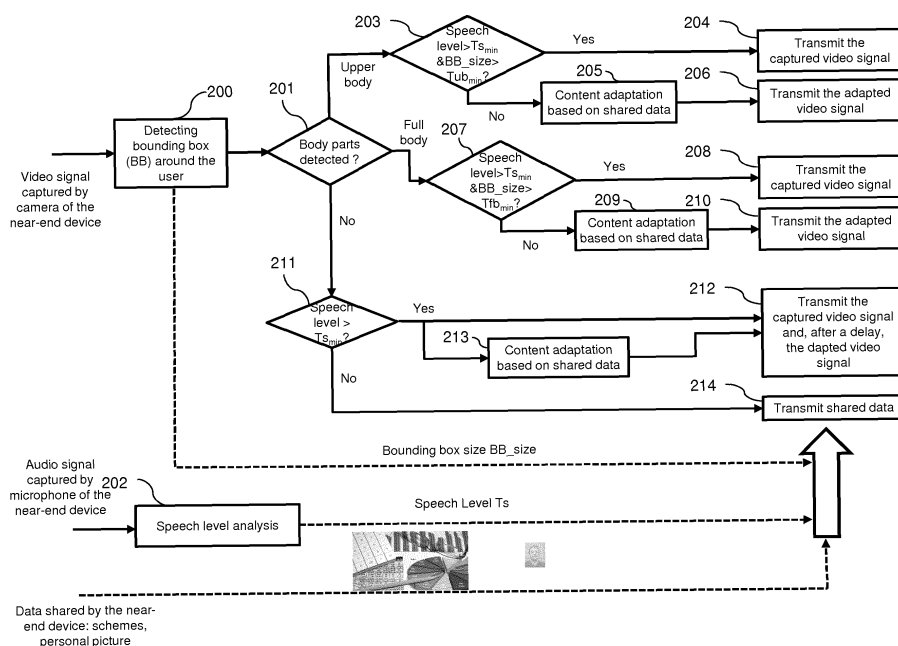 203
Speech
level>Tsmin
&BB_size>
Tubmin?
Yes
204
Transmit the
captured video signal
Upper
body
205
206
No
Content adaptation
based on shared data
Transmit the adapted
video signal
200
Detecting
bounding box
(BB) around the
user
201
Body parts
detected ?
Full
body
207
Speech
level>Tsmin
&BB_size>
Tfbmin?
Yes
208
Transmit the
captured video signal
Video signal
captured by
camera of the
near-end device
209
210
No
Content adaptation
based on shared data
Transmit the adapted
video signal
No
211
Speech
level >
Tsmin?
Yes
212
Transmit the
captured video signal
and, after a delay,
the dapted video
signal
213
Content adaptation
based on shared data
No
214
Transmit shared data
Bounding box size BB_size
Audio signal
captured by
microphone of the
near-end device
202
Speech level analysis
Speech Level Ts
Data shared by the near-
end device: schemes,
personal picture